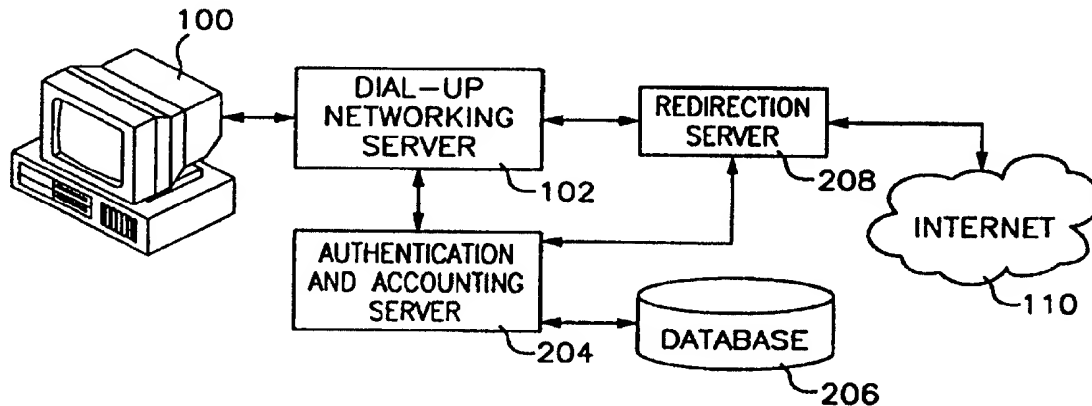 100
DIAL-UP
NETWORKING
SERVER
102
REDIRECTION
SERVER
208
INTERNET
110
AUTHENTICATION
AND ACCOUNTING
SERVER
204
DATABASE
206